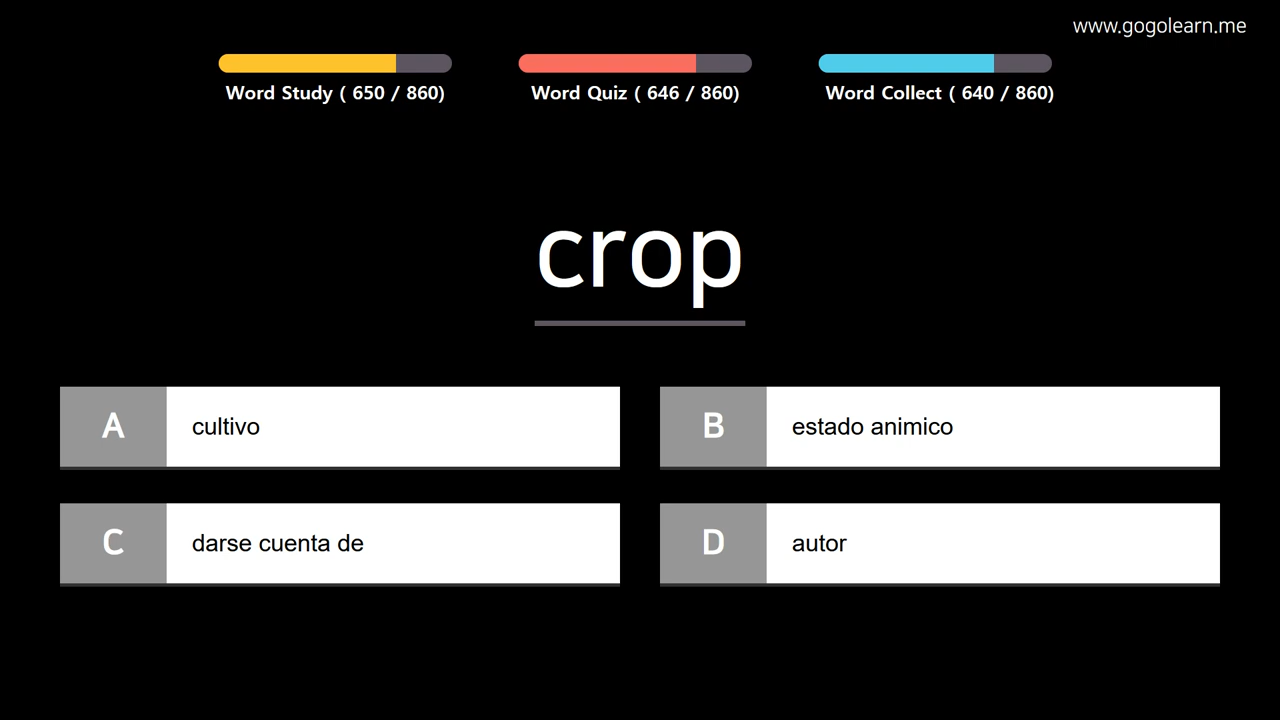 www.gogolearn.me
Word Study ( 650 / 860)
Word Quiz ( 646 / 860)
Word Collect ( 640 / 860)
crop
A cultivo
B estado animico
C darse cuenta de
D autor